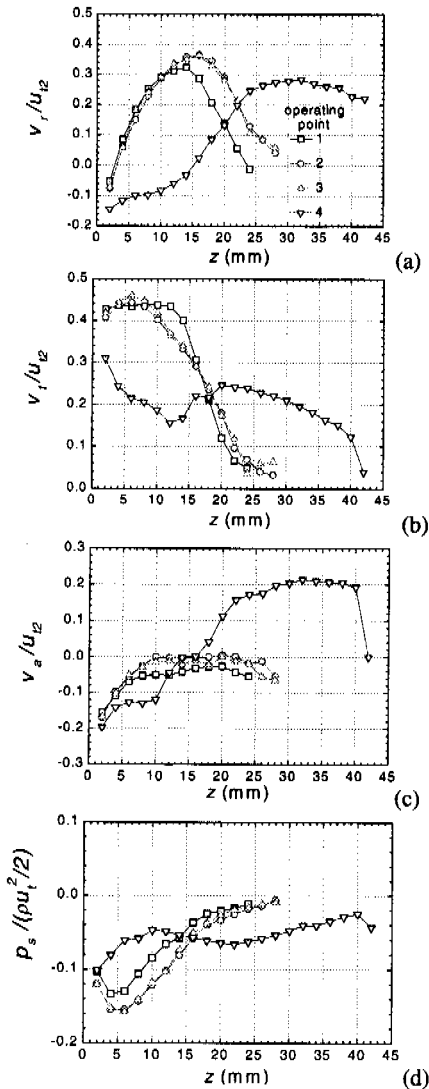 0.5
0.4
0.3
0.2
0.1
0.0
-0.1
-0.2
v_r/u_t2
operating
point
1
2
3
4
0 5 10 15 20 25 30 35 40 45
z (mm)
(a)
0.5
0.4
0.3
0.2
0.1
0.0
v_t/u_t2
0 5 10 15 20 25 30 35 40 45
z (mm)
(b)
0.3
0.2
0.1
0.0
-0.1
-0.2
-0.3
v_a/u_t2
0 5 10 15 20 25 30 35 40 45
z (mm)
(c)
0.1
0.0
-0.1
-0.2
p_s/(ρu_t^2/2)
0 5 10 15 20 25 30 35 40 45
z (mm)
(d)